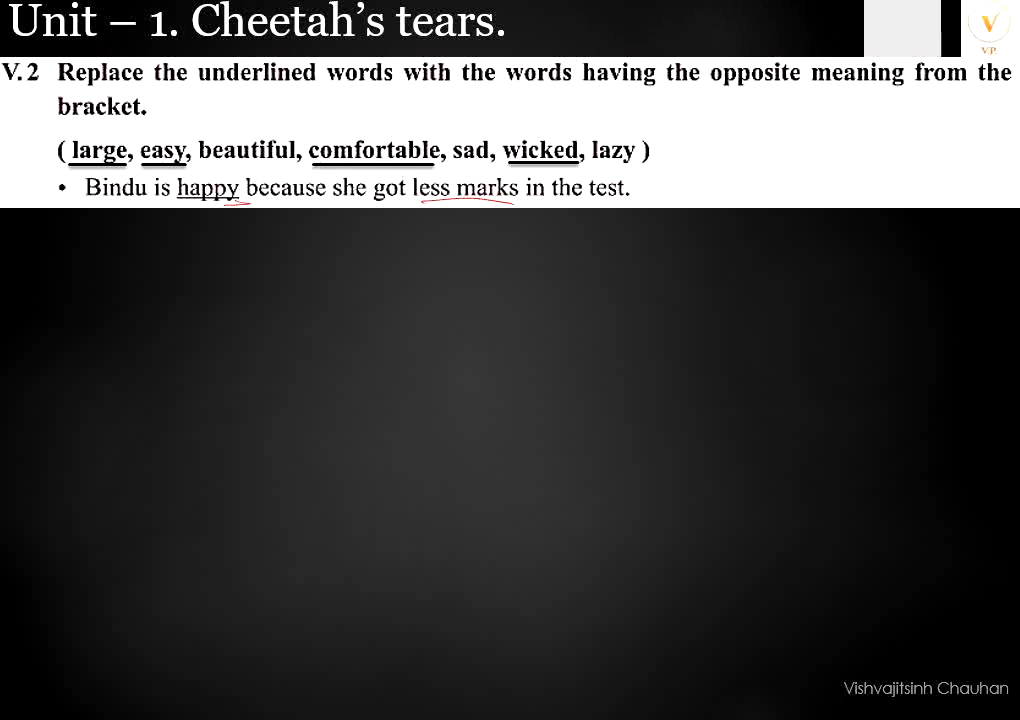 Unit – 1. Cheetah's tears.
V.P.
V.2 Replace the underlined words with the words having the opposite meaning from the
bracket.
( large, easy, beautiful, comfortable, sad, wicked, lazy )
• Bindu is happy because she got less marks in the test.
Vishvajitsinh Chauhan